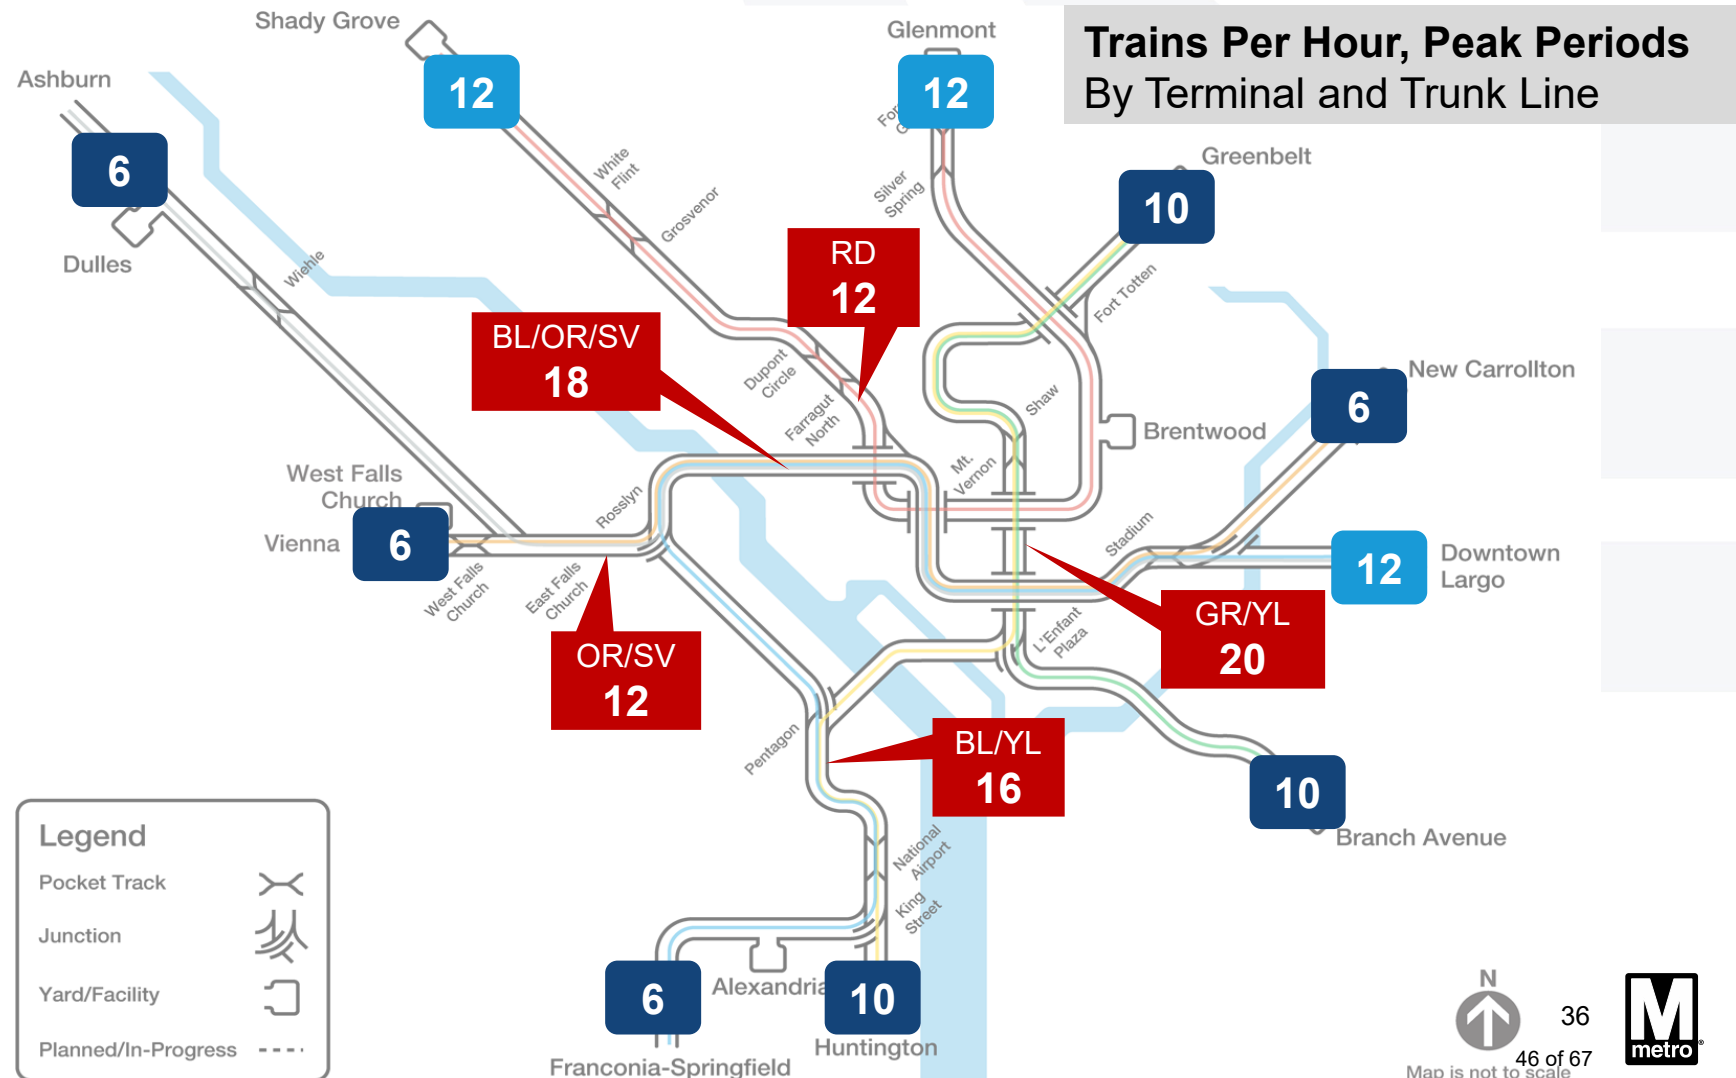 Trains Per Hour, Peak Periods
By Terminal and Trunk Line
Shady Grove
12
Glenmont
12
Ashburn
6
Dulles
Wiehle
White
Flint
Grosvenor
Silver
Spring
Greenbelt
10
Fort Totten
RD
12
BL/OR/SV
18
Dupont
Circle
Farragut
North
Shaw
Mt.
Vernon
Brentwood
New Carrollton
6
West Falls
Church
Vienna
6
Rosslyn
West Falls
Church
East Falls
Church
Stadium
Downtown
Largo
12
OR/SV
12
L'Enfant
Plaza
GR/YL
20
Pentagon
BL/YL
16
10
Branch Avenue
National
Airport
King
Street
Alexandria
6
Franconia-Springfield
10
Huntington
Legend
Pocket Track
Junction
Yard/Facility
Planned/In-Progress
N
36
46 of 67
Map is not to scale
M
metro